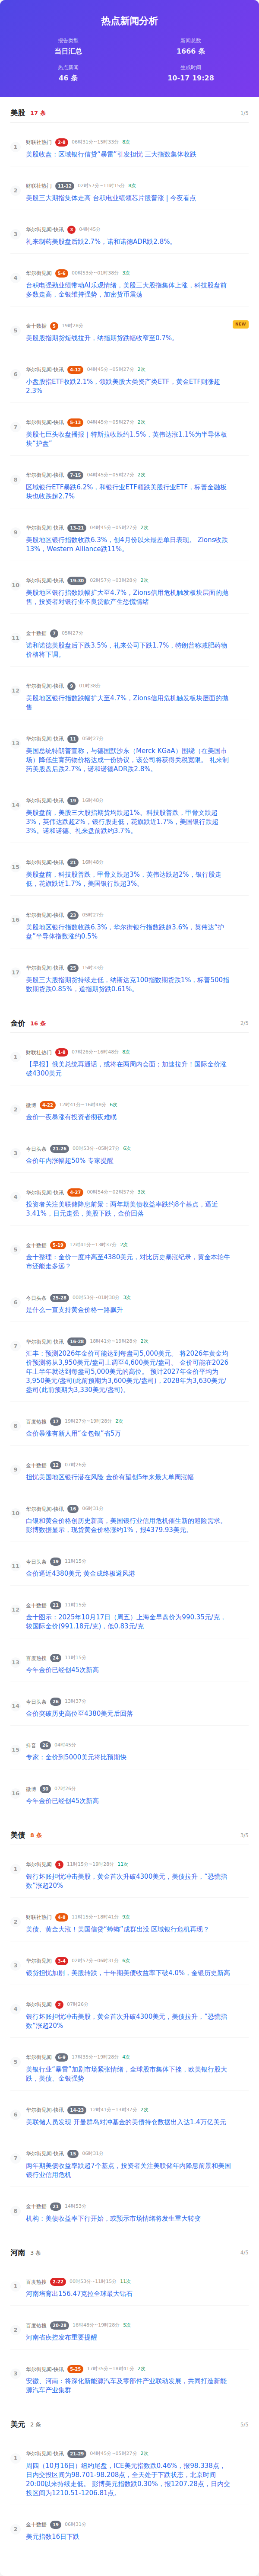 热点新闻分析
报告类型
新闻总数
当日汇总
1666 条
热点新闻
生成时间
46 条
10-17 19:28
美股 17 条
1/5
1
财联社热门 2-8 06时31分~19时33分 8次
美股收盘：区域银行信贷“暴雷”引发担忧 三大指数集体收跌
2
财联社热门 11-12 02时57分~11时15分 8次
美股三大期指集体走高 台积电业绩领芯片股普涨 | 今夜看点
3
华尔街见闻·快讯 3 04时45分
礼来制药美股盘后跌2.7%，诺和诺德ADR跌2.8%。
4
华尔街见闻 5-6 00时53分~01时38分 3次
台积电强劲业绩带动AI乐观情绪，美股三大股指集体上涨，科技股盘前
多数走高，金银维持强势，加密货币震荡
5
金十数据 5 19时28分
NEW
美股股指期货短线拉升，纳指期货跌幅收窄至0.7%。
6
华尔街见闻·快讯 4-12 04时45分~05时27分 2次
小盘股指ETF收跌2.1%，领跌美股大类资产类ETF，黄金ETF则涨超
2.3%
7
华尔街见闻·快讯 5-13 04时45分~05时27分 2次
美股七巨头收盘播报｜特斯拉收跌约1.5%，英伟达涨1.1%为半导体板
块“护盘”
8
华尔街见闻·快讯 7-15 04时45分~05时27分 2次
区域银行ETF暴跌6.2%，和银行业ETF领跌美股行业ETF，标普金融板
块也收跌超2.7%
9
华尔街见闻·快讯 13-21 04时45分~05时27分 2次
美股地区银行指数收跌6.3%，创4月份以来最差单日表现。 Zions收跌
13%，Western Alliance跌11%。
10
华尔街见闻·快讯 19-30 02时57分~03时28分 2次
美股地区银行指数跌幅扩大至4.7%，Zions信用危机触发板块层面的抛
售，投资者对银行业不良贷款产生恐慌情绪
11
金十数据 7 05时27分
诺和诺德美股盘后下跌3.5%，礼来公司下跌1.7%，特朗普称减肥药物
价格将下调。
12
华尔街见闻 9 01时38分
美股地区银行指数跌幅扩大至4.7%，Zions信用危机触发板块层面的抛
售
13
华尔街见闻·快讯 11 05时27分
美国总统特朗普宣称，与德国默沙东（Merck KGaA）围绕（在美国市
场）降低生育药物价格达成一份协议，该公司将获得关税宽限。 礼来制
药美股盘后跌2.7%，诺和诺德ADR跌2.8%。
14
华尔街见闻·快讯 19 16时48分
美股盘前，美股三大股指期货均跌超1%。科技股普跌，甲骨文跌超
3%，英伟达跌超2%，银行股走低，花旗跌近1.7%，美国银行跌超
3%。诺和诺德、礼来盘前跌约3.7%。
15
华尔街见闻·快讯 21 16时48分
美股盘前，科技股普跌，甲骨文跌超3%，英伟达跌超2%，银行股走
低，花旗跌近1.7%，美国银行跌超3%。
16
华尔街见闻·快讯 23 05时27分
美股地区银行指数收跌6.3%，华尔街银行指数跌超3.6%，英伟达“护
盘”半导体指数涨约0.5%
17
华尔街见闻·快讯 25 15时33分
美股三大股指期货持续走低，纳斯达克100指数期货跌1%，标普500指
数期货跌0.85%，道指期货跌0.61%。
金价 16 条
2/5
1
财联社热门 1-8 07时26分~16时48分 8次
【早报】俄美总统再通话，或将在两周内会面；加速拉升！国际金价涨
破4300美元
2
微博 4-22 12时41分~16时48分 6次
金价一夜暴涨有投资者彻夜难眠
3
今日头条 21-26 00时53分~05时27分 6次
金价年内涨幅超50% 专家提醒
4
华尔街见闻·快讯 4-27 00时54分~02时57分 3次
投资者关注美联储降息前景：两年期美债收益率跌约8个基点，逼近
3.41%，日元走强，美股下跌，金价回落
5
金十数据 5-19 12时41分~13时37分 2次
金十整理：金价一度冲高至4380美元，对比历史暴涨纪录，黄金本轮牛
市还能走多远？
6
今日头条 25-28 00时53分~01时38分 3次
是什么一直支持黄金价格一路飙升
7
华尔街见闻·快讯 16-28 18时41分~19时28分 2次
汇丰：预测2026年金价可能达到每盎司5,000美元。 将2026年黄金均
价预测将从3,950美元/盎司上调至4,600美元/盎司。 金价可能在2026
年上半年就达到每盎司5,000美元的高位。 预计2027年金价平均为
3,950美元/盎司(此前预期为3,600美元/盎司)，2028年为3,630美元/
盎司(此前预期为3,330美元/盎司)。
8
百度热搜 17 19时27分~19时28分 2次
金价暴涨有新人用“金包银”省5万
9
金十数据 12 07时26分
担忧美国地区银行潜在风险 金价有望创5年来最大单周涨幅
10
华尔街见闻·快讯 16 06时31分
白银和黄金价格创历史新高，美国银行业信用危机催生新的避险需求。
彭博数据显示，现货黄金价格涨约1%，报4379.93美元。
11
今日头条 19 11时15分
金价逼近4380美元 黄金成终极避风港
12
金十数据 21 11时15分
金十图示：2025年10月17日（周五）上海金早盘价为990.35元/克，
较国际金价(991.18元/克)，低0.83元/克
13
百度热搜 24 11时15分
今年金价已经创45次新高
14
今日头条 26 13时37分
金价突破历史高位至4380美元后回落
15
抖音 26 04时45分
专家：金价到5000美元将比预期快
16
微博 30 07时26分
今年金价已经创45次新高
美债 8 条
3/5
1
华尔街见闻 1 11时15分~19时28分 11次
银行坏账担忧冲击美股，黄金首次升破4300美元，美债拉升，“恐慌指
数”涨超20%
2
财联社热门 4-8 11时15分~18时41分 9次
美债、黄金大涨！美国信贷“蟑螂”成群出没 区域银行危机再现？
3
华尔街见闻 3-4 02时57分~06时31分 6次
银贷担忧加剧，美股转跌，十年期美债收益率下破4.0%，金银历史新高
4
华尔街见闻 2 07时26分
银行坏账担忧冲击美股，黄金首次升破4300美元，美债拉升，“恐慌指
数”涨超20%
5
华尔街见闻 5-9 17时35分~19时28分 4次
美银行业“暴雷”加剧市场紧张情绪，全球股市集体下挫，欧美银行股大
跌，美债、金银强势
6
华尔街见闻·快讯 14-23 12时41分~13时37分 2次
美联储人员发现 开曼群岛对冲基金的美债持仓数据出入达1.4万亿美元
7
华尔街见闻·快讯 15 06时31分
两年期美债收益率跌超7个基点，投资者关注美联储年内降息前景和美国
银行业信用危机
8
金十数据 21 14时53分
机构：美债收益率下行开始，或预示市场情绪将发生重大转变
河南 3 条
4/5
1
百度热搜 2-22 00时53分~11时15分 11次
河南培育出156.47克拉全球最大钻石
2
百度热搜 20-28 16时48分~19时28分 5次
河南省疾控发布重要提醒
3
华尔街见闻·快讯 5-25 17时35分~18时41分 2次
安徽、河南：将深化新能源汽车及零部件产业联动发展，共同打造新能
源汽车产业集群
美元 2 条
5/5
1
华尔街见闻·快讯 21-29 04时45分~05时27分 2次
周四（10月16日）纽约尾盘，ICE美元指数跌0.46%，报98.338点，
日内交投区间为98.701-98.208点，全天处于下跌状态，北京时间
20:00以来持续走低。 彭博美元指数跌0.30%，报1207.28点，日内交
投区间为1210.51-1206.81点。
2
金十数据 19 06时31分
美元指数16日下跌